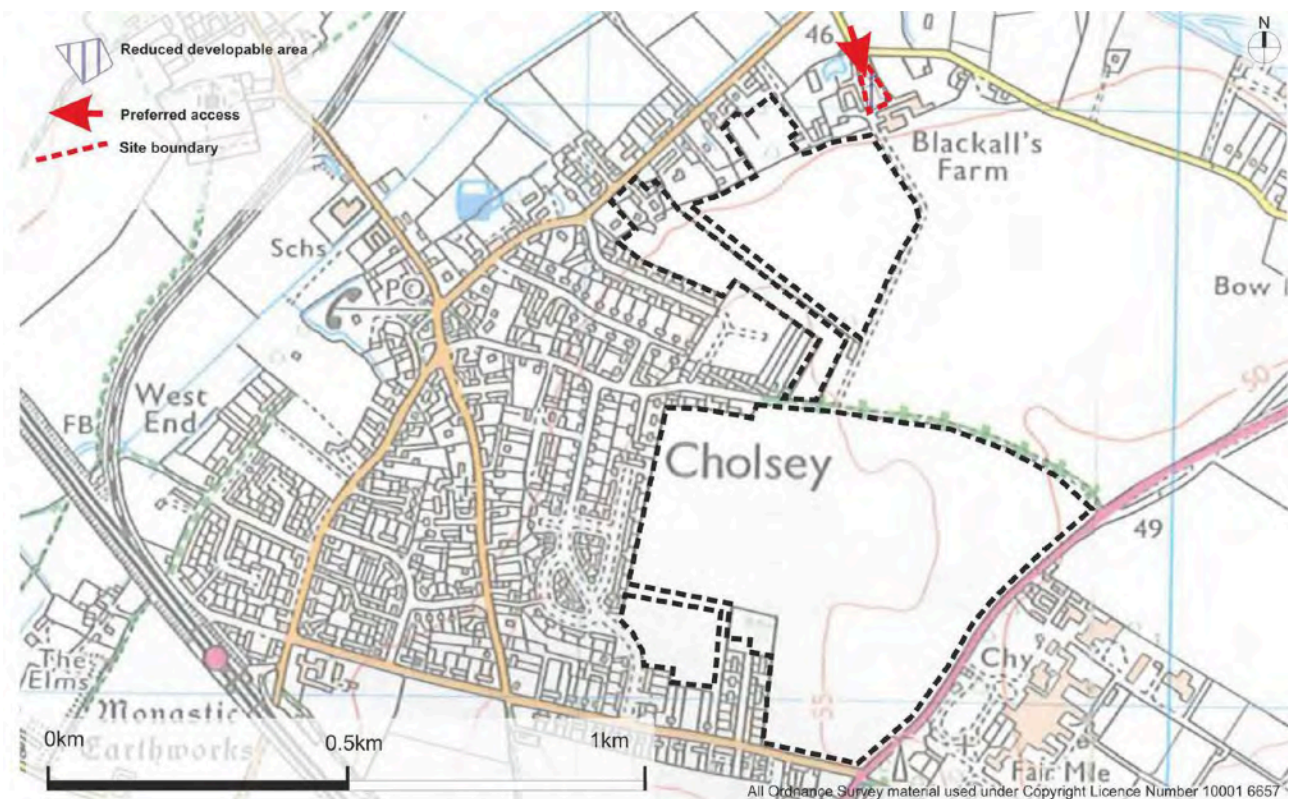 N
Reduced developable area
46
Preferred access
Site boundary
Blackall's
Farm
Schs
PO
Bow
West
End
FB
50
Cholsey
49
The
Elms
Chy
55
Monastic
Earthworks
0km
0.5km
1km
Fair Mile
All Ordnance Survey material used under Copyright Licence Number 10001 6657